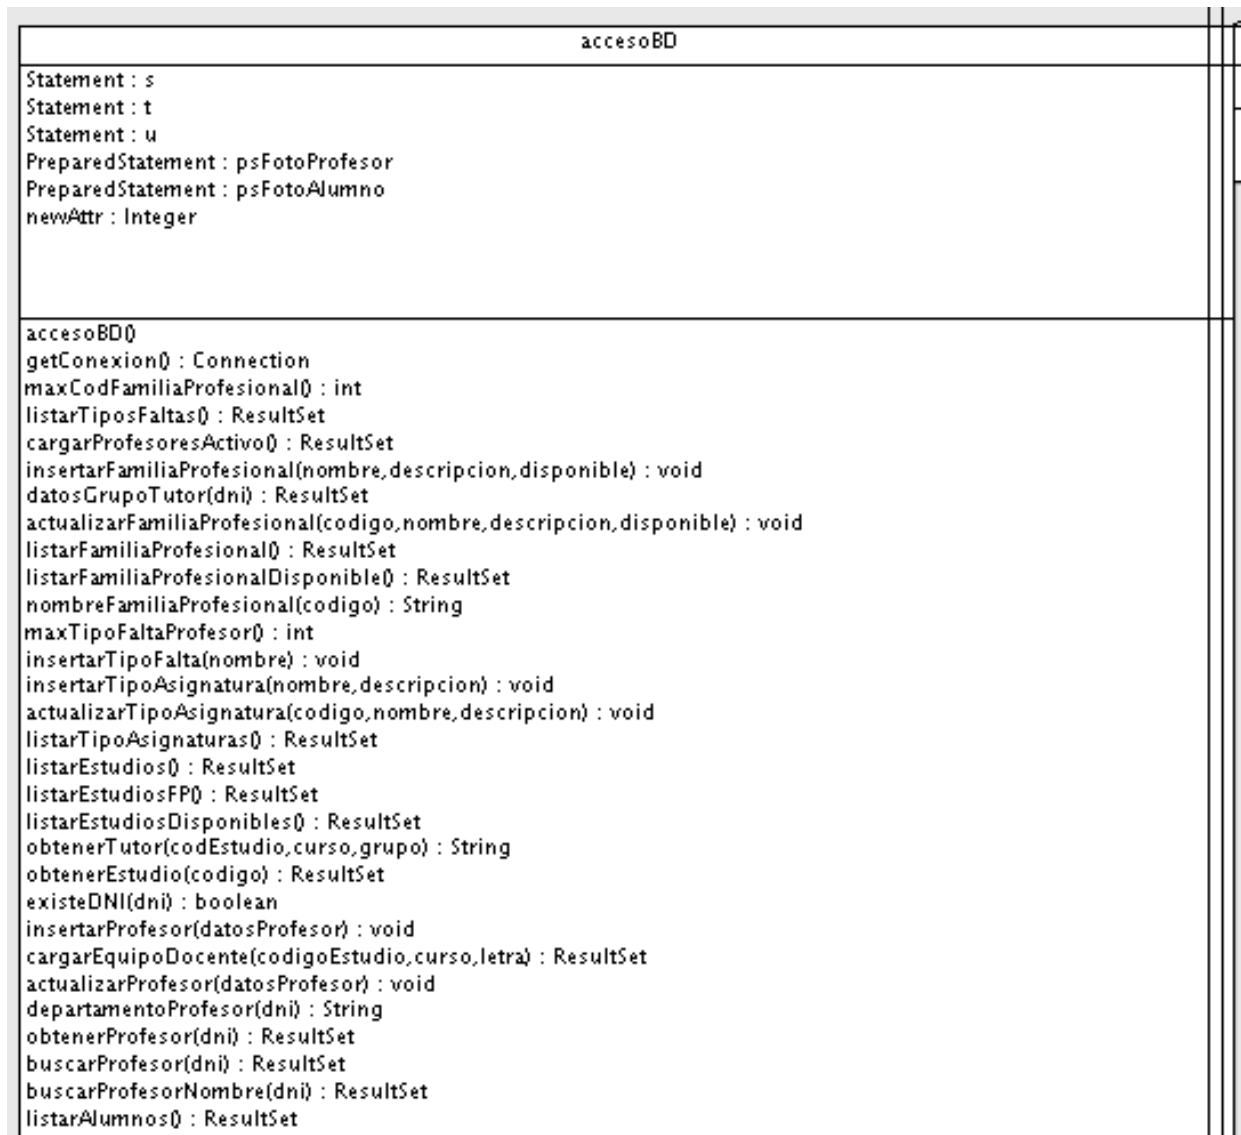 accesoBD
Statement : s
Statement : t
Statement : u
PreparedStatement : psFotoProfesor
PreparedStatement : psFotoAlumno
newAttr : Integer
accesoBD()
getConexion() : Connection
maxCodFamiliaProfesional() : int
listarTiposFaltas() : ResultSet
cargarProfesoresActivo() : ResultSet
insertarFamiliaProfesional(nombre,descripcion,disponible) : void
datosGrupoTutor(dni) : ResultSet
actualizarFamiliaProfesional(codigo,nombre,descripcion,disponible) : void
listarFamiliaProfesional() : ResultSet
listarFamiliaProfesionalDisponible() : ResultSet
nombreFamiliaProfesional(codigo) : String
maxTipoFaltaProfesor() : int
insertarTipoFalta(nombre) : void
insertarTipoAsignatura(nombre,descripcion) : void
actualizarTipoAsignatura(codigo,nombre,descripcion) : void
listarTipoAsignaturas() : ResultSet
listarEstudios() : ResultSet
listarEstudiosFP() : ResultSet
listarEstudiosDisponibles() : ResultSet
obtenerTutor(codEstudio,curso,grupo) : String
obtenerEstudio(codigo) : ResultSet
existeDNI(dni) : boolean
insertarProfesor(datosProfesor) : void
cargarEquipoDocente(codigoEstudio,curso,letra) : ResultSet
actualizarProfesor(datosProfesor) : void
departamentoProfesor(dni) : String
obtenerProfesor(dni) : ResultSet
buscarProfesor(dni) : ResultSet
buscarProfesorNombre(dni) : ResultSet
listarAlumnos() : ResultSet